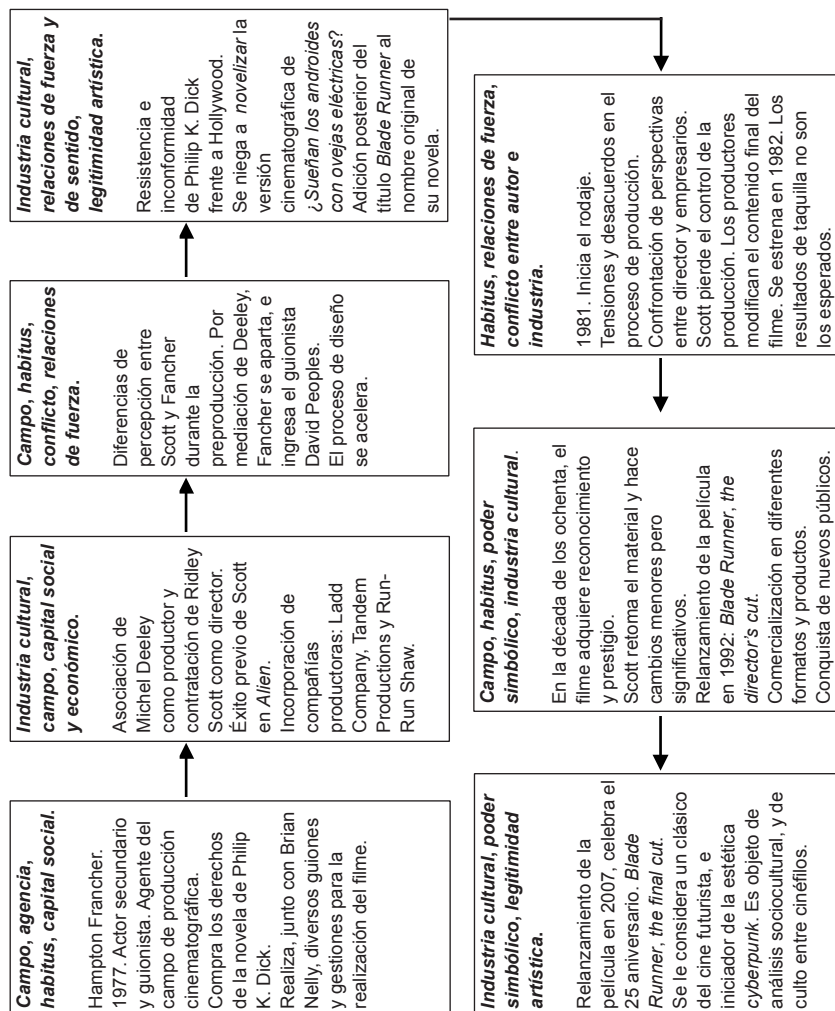 Campo, agencia,
habitus, capital social.
Hampton Francher.
1977. Actor secundario
y guionista. Agente del
campo de producción
cinematográfica.
Compra los derechos
de la novela de Philip
K. Dick.
Realiza, junto con Brian
Nelly, diversos guiones
y gestiones para la
realización del filme.
Industria cultural,
campo, capital social
y económico.
Asociación de
Michel Deeley
como productor y
contratación de Ridley
Scott como director.
Éxito previo de Scott
en Alien.
Incorporación de
compañías
productoras: Ladd
Company, Tandem
Productions y Run-
Run Shaw.
Campo, habitus,
conflicto, relaciones
de fuerza.
Diferencias de
percepción entre
Scott y Fancher
durante la
preproducción. Por
mediación de Deeley,
Fancher se aparta, e
ingresa el guionista
David Peoples.
El proceso de diseño
se acelera.
Industria cultural,
relaciones de fuerza y
de sentido,
legitimidad artística.
Resistencia e
inconformidad
de Philip K. Dick
frente a Hollywood.
Se niega a novelizar la
versión
cinematográfica de
¿Sueñan los androides
con ovejas eléctricas?
Adición posterior del
título Blade Runner al
nombre original de
su novela.
Habitus, relaciones de fuerza,
conflicto entre autor e
industria.
1981. Inicia el rodaje.
Tensiones y desacuerdos en el
proceso de producción.
Confrontación de perspectivas
entre director y empresarios.
Scott pierde el control de la
producción. Los productores
modifican el contenido final del
filme. Se estrena en 1982. Los
resultados de taquilla no son
los esperados.
Campo, habitus, poder
simbólico, industria cultural.
En la década de los ochenta, el
filme adquiere reconocimiento
y prestigio.
Scott retoma el material y hace
cambios menores pero
significativos.
Relanzamiento de la película
en 1992: Blade Runner, the
director's cut.
Comercialización en diferentes
formatos y productos.
Conquista de nuevos públicos.
Industria cultural, poder
simbólico, legitimidad
artística.
Relanzamiento de la
película en 2007, celebra el
25 aniversario. Blade
Runner, the final cut.
Se le considera un clásico
del cine futurista, e
iniciador de la estética
cyberpunk. Es objeto de
análisis sociocultural, y de
culto entre cinéfilos.